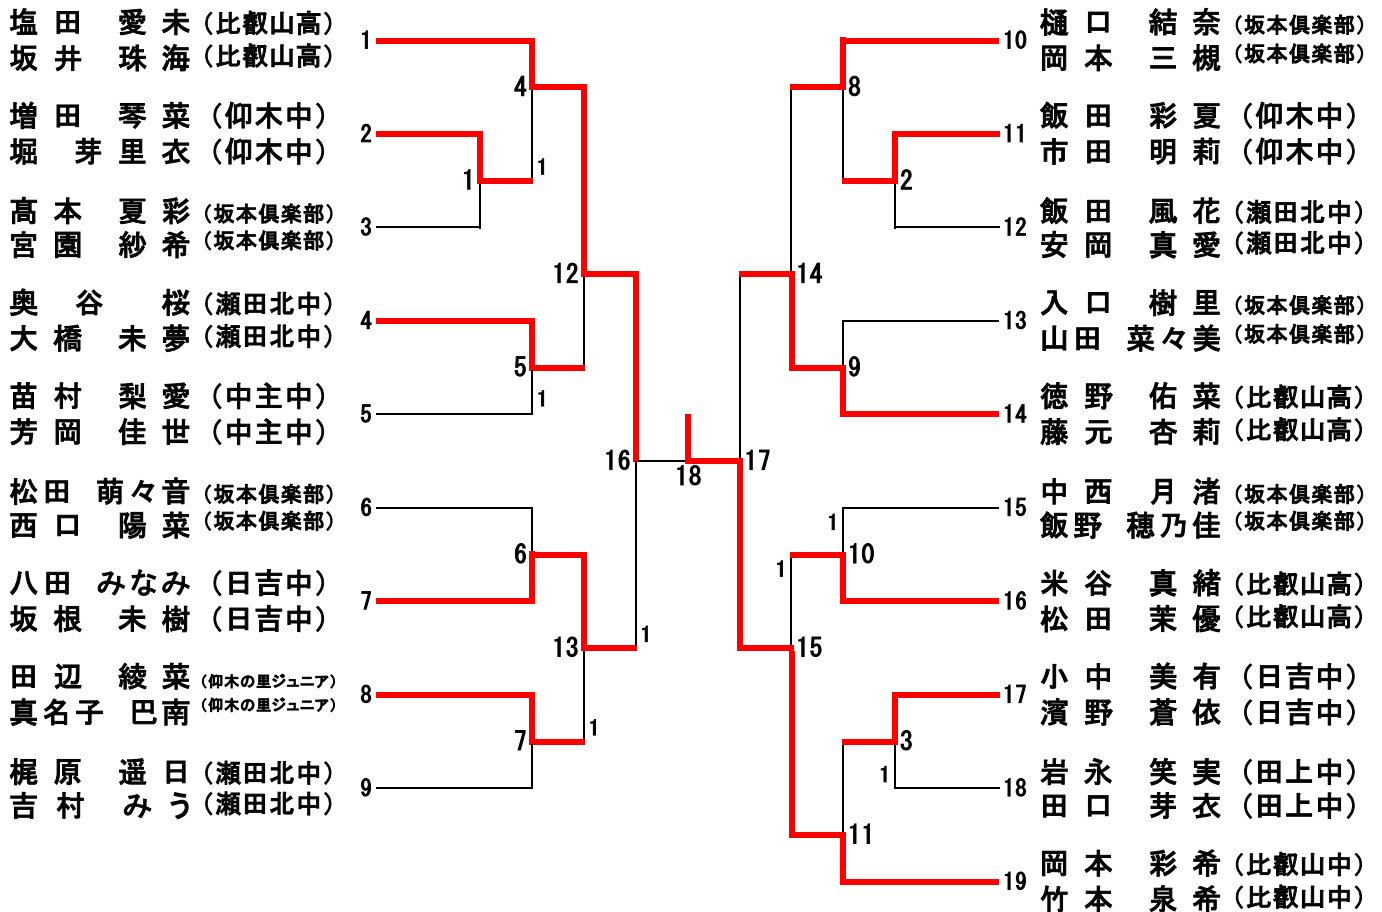 塩田 愛未（比叡山高）
坂井 珠海（比叡山高）
1
増田 琴菜（仰木中）
堀 芽里衣（仰木中）
2
髙本 夏彩（坂本倶楽部）
宮園 紗希（坂本倶楽部）
3
奥谷 桜（瀬田北中）
大橋 未夢（瀬田北中）
4
苗村 梨愛（中主中）
芳岡 佳世（中主中）
5
松田 萌々音（坂本倶楽部）
西口 陽菜（坂本倶楽部）
6
八田 みなみ（日吉中）
坂根 未樹（日吉中）
7
田辺 綾菜（仰木の里ジュニア）
真名子 巴南（仰木の里ジュニア）
8
梶原 遥日（瀬田北中）
吉村 みう（瀬田北中）
9
4
1
1
12
5
1
16
6
13
1
7
1
18
17
8
2
14
9
1
10
1
15
3
1
11
10
樋口 結奈（坂本倶楽部）
岡本 三槻（坂本倶楽部）
11
飯田 彩夏（仰木中）
市田 明莉（仰木中）
12
飯田 風花（瀬田北中）
安岡 真愛（瀬田北中）
13
入口 樹里（坂本倶楽部）
山田 菜々美（坂本倶楽部）
14
徳野 佑菜（比叡山高）
藤元 杏莉（比叡山高）
15
中西 月渚（坂本倶楽部）
飯野 穂乃佳（坂本倶楽部）
16
米谷 真緒（比叡山高）
松田 茉優（比叡山高）
17
小中 美有（日吉中）
濱野 蒼依（日吉中）
18
岩永 笑実（田上中）
田口 芽衣（田上中）
19
岡本 彩希（比叡山中）
竹本 泉希（比叡山中）